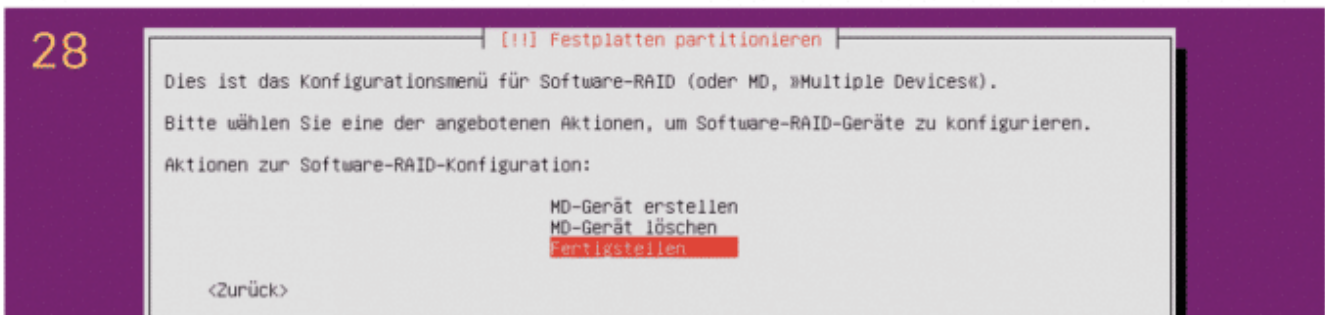 28
[!!] Festplatten partitionieren
Dies ist das Konfigurationsmenü für Software-RAID (oder MD, »Multiple Devices«).
Bitte wählen Sie eine der angebotenen Aktionen, um Software-RAID-Geräte zu konfigurieren.
Aktionen zur Software-RAID-Konfiguration:
MD-Gerät erstellen
MD-Gerät löschen
Fertigstellen
<Zurück>